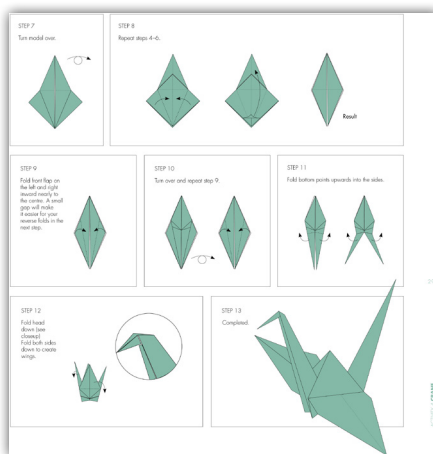 STEP 7
Turn model over.
STEP 8
Repeat steps 4–6.
Result
STEP 9
Fold front flap on
the left and right
inward nearly to
the centre. A small
gap will make
it easier for your
reverse folds in the
next step.
STEP 10
Turn over and repeat step 9.
STEP 11
Fold bottom points upwards into the sides.
STEP 12
Fold head
down (see
closeup)
Fold both sides
down to create
wings.
STEP 13
Completed.
CRANE